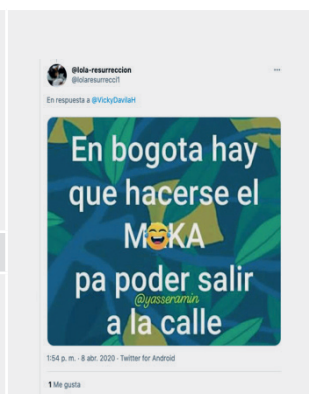 @lola-resurreccion
@lolaresurrecci1
En respuesta a @VickyDavilaH
En bogota hay
que hacerse el
M😂KA
pa poder salir
@yasseramin
a la calle
1:54 p. m. · 8 abr. 2020 · Twitter for Android
1 Me gusta